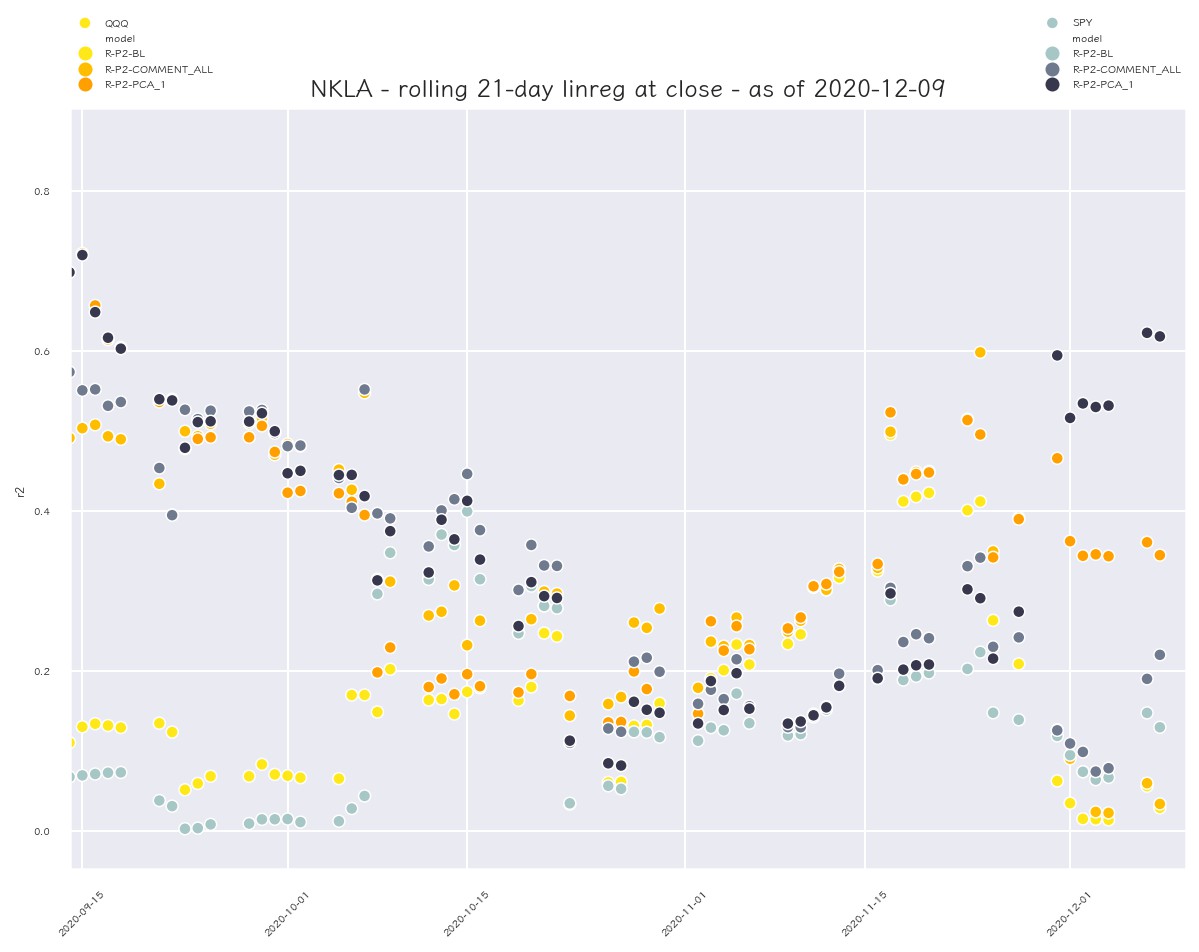 QQQ
model
R-P2-BL
R-P2-COMMENT_ALL
R-P2-PCA_1
SPY
model
R-P2-BL
R-P2-COMMENT_ALL
R-P2-PCA_1
NKLA - rolling 21-day linreg at close - as of 2020-12-09
0.8
0.6
0.4
0.2
0.0
r2
2020-09-15
2020-10-01
2020-10-15
2020-11-01
2020-11-15
2020-12-01